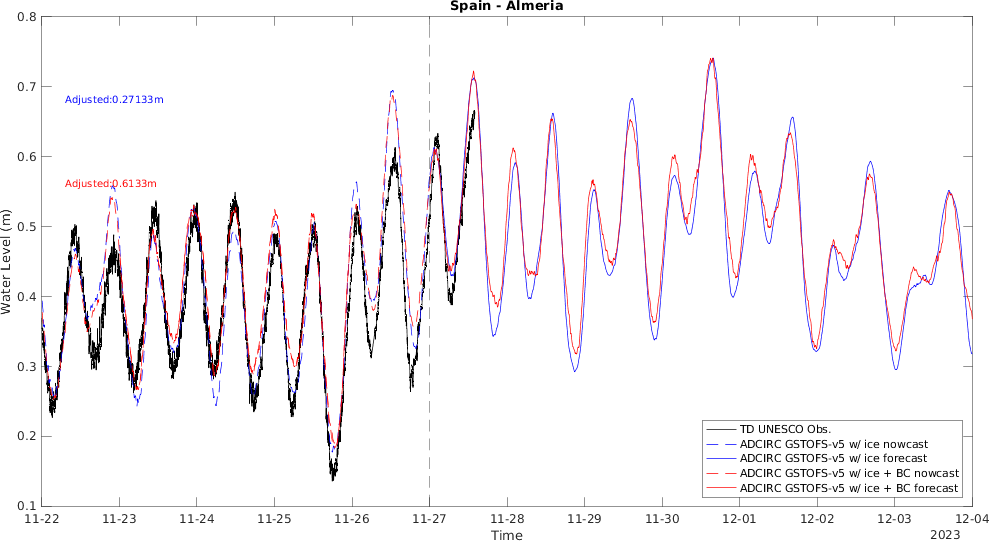 Spain - Almeria
0.8
0.7
0.6
0.5
0.4
0.3
0.2
0.1
Water Level (m)
Adjusted:0.27133m
Adjusted:0.6133m
TD UNESCO Obs.
ADCIRC GSTOFS-v5 w/ ice nowcast
ADCIRC GSTOFS-v5 w/ ice forecast
ADCIRC GSTOFS-v5 w/ ice + BC nowcast
ADCIRC GSTOFS-v5 w/ ice + BC forecast
11-22 11-23 11-24 11-25 11-26 11-27 11-28 11-29 11-30 12-01 12-02 12-03 12-04
Time
2023